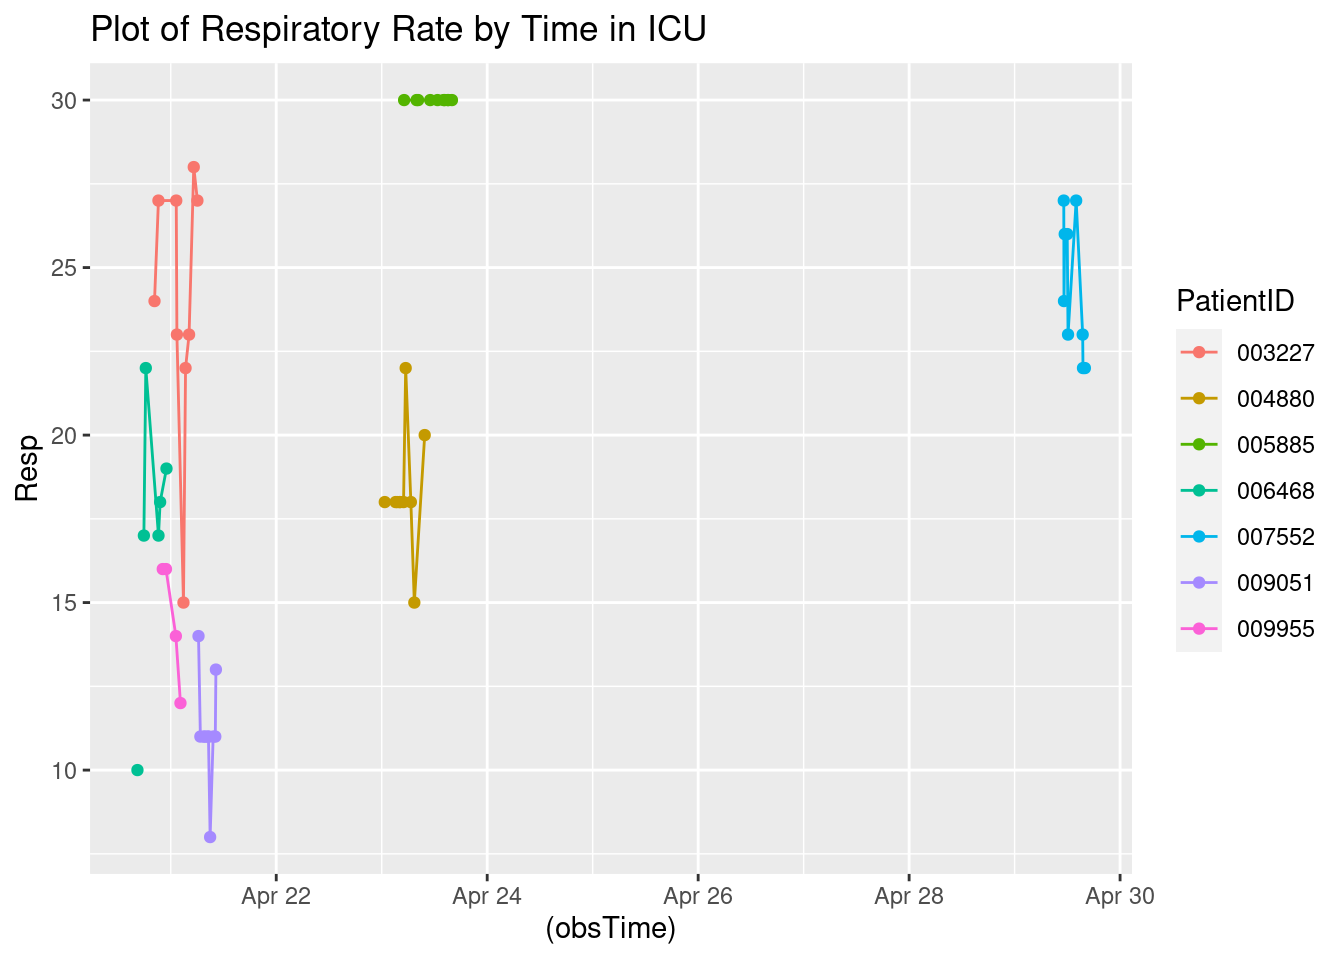 Plot of Respiratory Rate by Time in ICU
30
25
20
15
10
Resp
Apr 22
Apr 24
Apr 26
Apr 28
Apr 30
(obsTime)
PatientID
003227
004880
005885
006468
007552
009051
009955